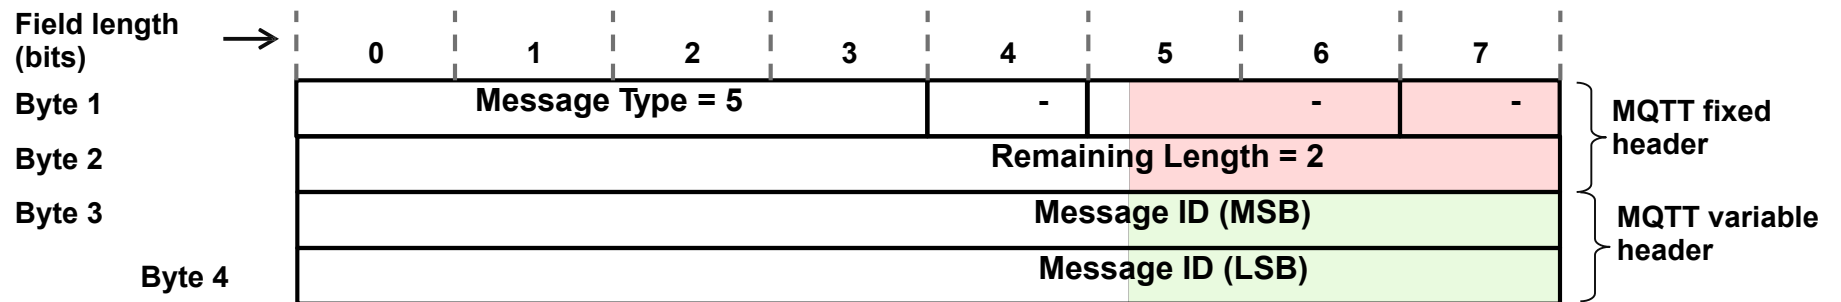 Field length
(bits)
0 1 2 3 4 5 6 7
Byte 1 Message Type = 5 - - -
MQTT fixed
header
Byte 2 Remaining Length = 2
Byte 3 Message ID (MSB)
MQTT variable
header
Byte 4 Message ID (LSB)